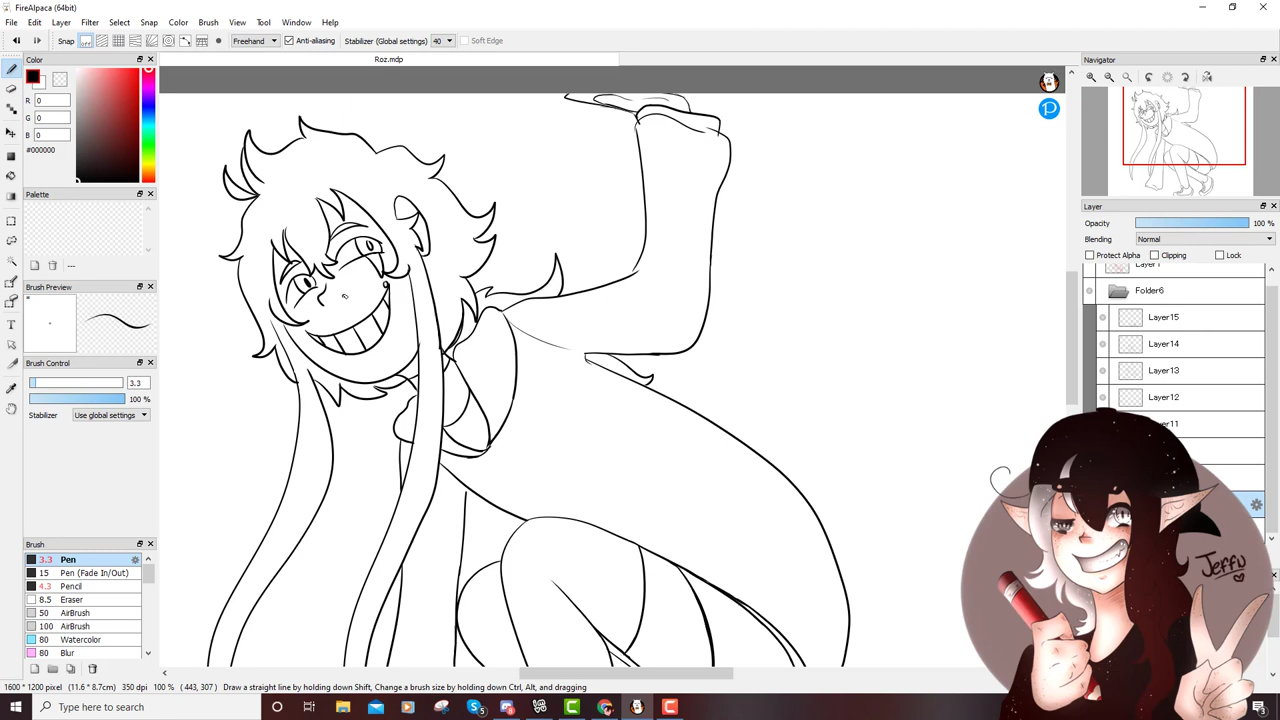 FireAlpaca (64bit)
File Edit Layer Filter Select Snap Color Brush View Tool Window Help
Snap OFF Freehand Anti-aliasing Stabilizer (Global settings) 40 Soft Edge
Color
R 0
G 0
B 0
#000000
Palette
---
Brush Preview
Brush Control
3.3
100 %
Stabilizer Use global settings
Brush
3.3 Pen
15 Pen (Fade In/Out)
4.3 Pencil
8.5 Eraser
50 AirBrush
100 AirBrush
80 Watercolor
80 Blur
Roz.mdp
Navigator
Layer
Opacity 100 %
Blending Normal
Protect Alpha Clipping Lock
Folder6
Layer15
Layer14
Layer13
Layer12
Jeffu
1600 * 1200 pixel (11.6 * 8.7cm) 350 dpi 100 % ( 443, 307 ) Draw a straight line by holding down Shift, Change a brush size by holding down Ctrl, Alt, and dragging
Type here to search